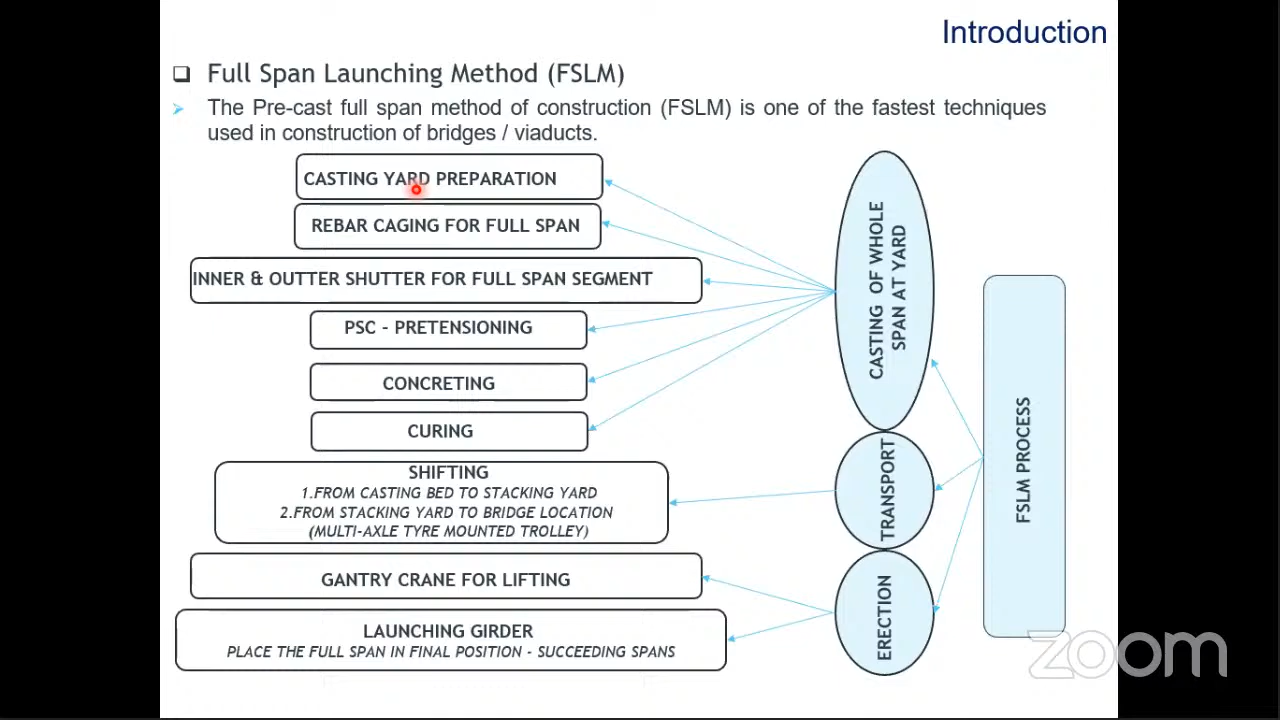 Introduction
❑ Full Span Launching Method (FSLM)
➢ The Pre-cast full span method of construction (FSLM) is one of the fastest techniques
used in construction of bridges / viaducts.
CASTING YARD PREPARATION
REBAR CAGING FOR FULL SPAN
INNER & OUTTER SHUTTER FOR FULL SPAN SEGMENT
PSC - PRETENSIONING
CONCRETING
CURING
SHIFTING
1.FROM CASTING BED TO STACKING YARD
2.FROM STACKING YARD TO BRIDGE LOCATION
(MULTI-AXLE TYRE MOUNTED TROLLEY)
GANTRY CRANE FOR LIFTING
LAUNCHING GIRDER
PLACE THE FULL SPAN IN FINAL POSITION - SUCCEEDING SPANS
CASTING OF WHOLE
SPAN AT YARD
TRANSPORT
ERECTION
FSLM PROCESS
zoom